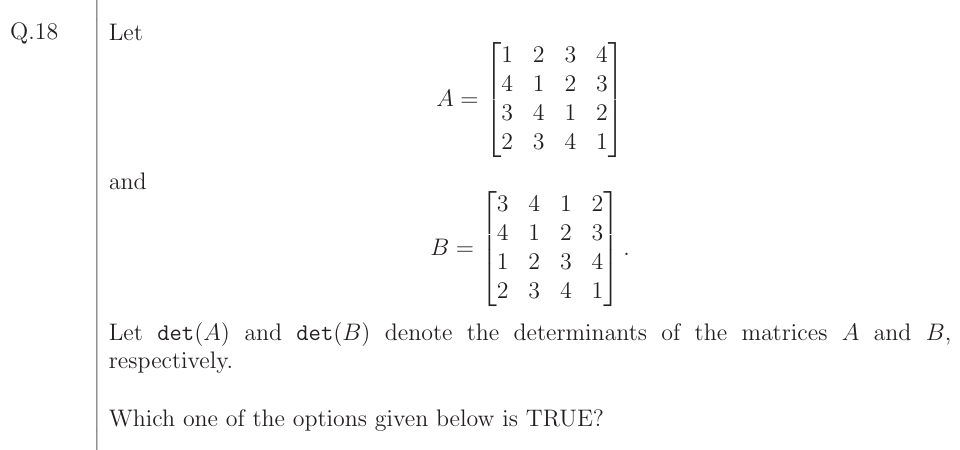 Q.18 Let
A = [1 2 3 4
4 1 2 3
3 4 1 2
2 3 4 1]
and
B = [3 4 1 2
4 1 2 3
1 2 3 4
2 3 4 1].
Let det(A) and det(B) denote the determinants of the matrices A and B,
respectively.
Which one of the options given below is TRUE?